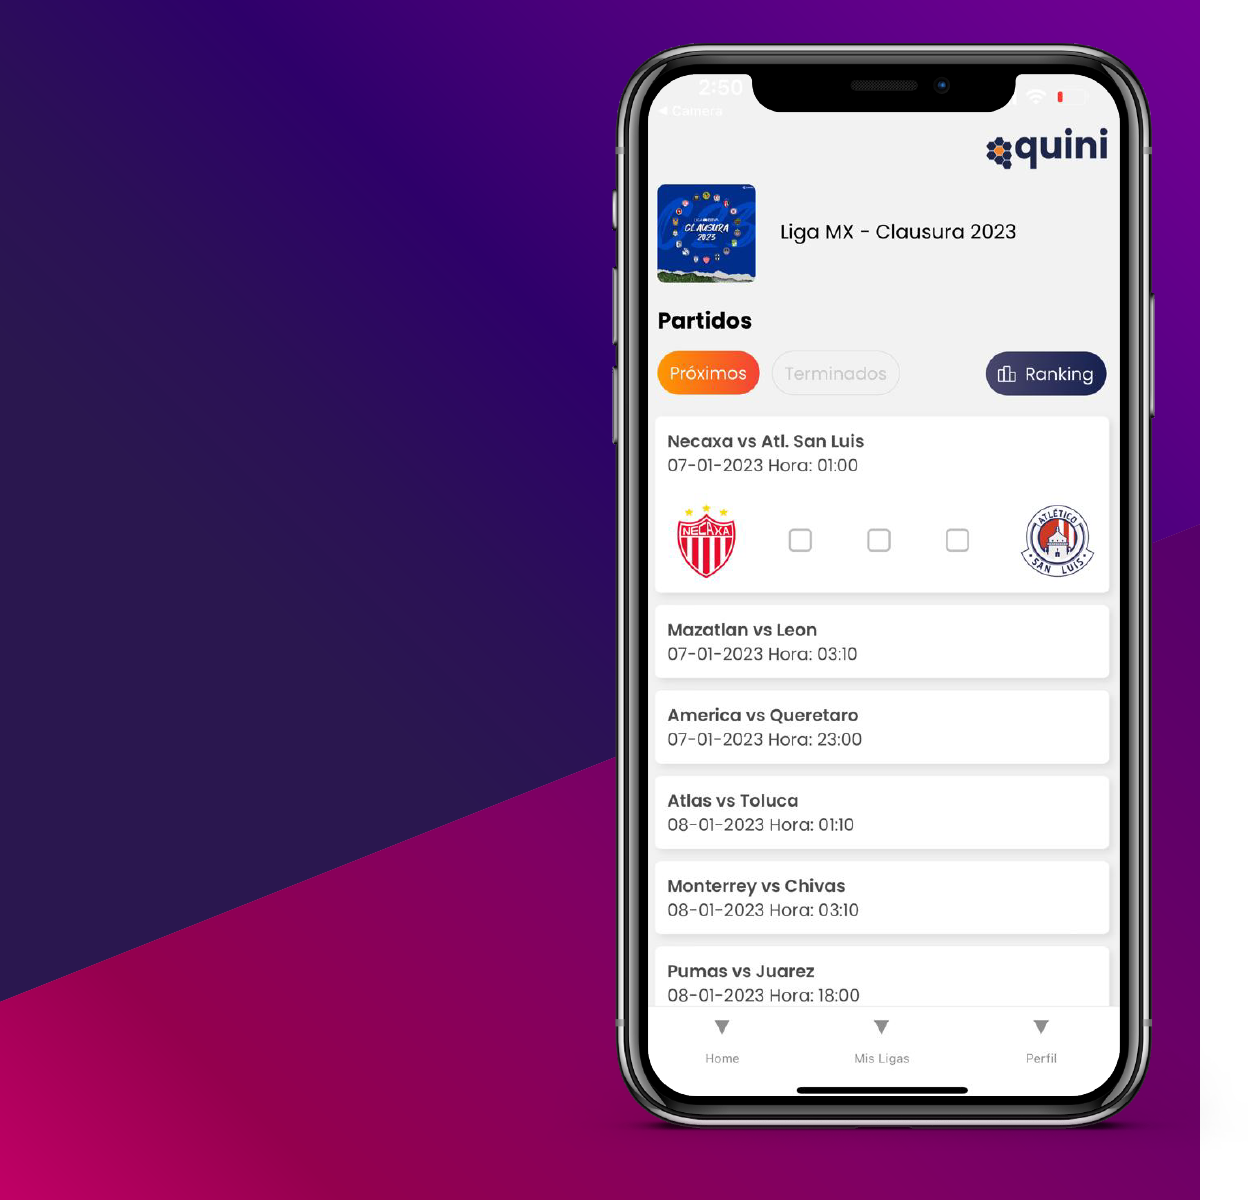 2:50
◀ Camera
quini
CLAUSURA
2023
Liga MX - Clausura 2023
Partidos
Próximos
Terminados
Ranking
Necaxa vs Atl. San Luis
07-01-2023 Hora: 01:00
NECAXA
ATLÉTICO
SAN LUIS
Mazatlan vs Leon
07-01-2023 Hora: 03:10
America vs Queretaro
07-01-2023 Hora: 23:00
Atlas vs Toluca
08-01-2023 Hora: 01:10
Monterrey vs Chivas
08-01-2023 Hora: 03:10
Pumas vs Juarez
08-01-2023 Hora: 18:00
Home
Mis Ligas
Perfil